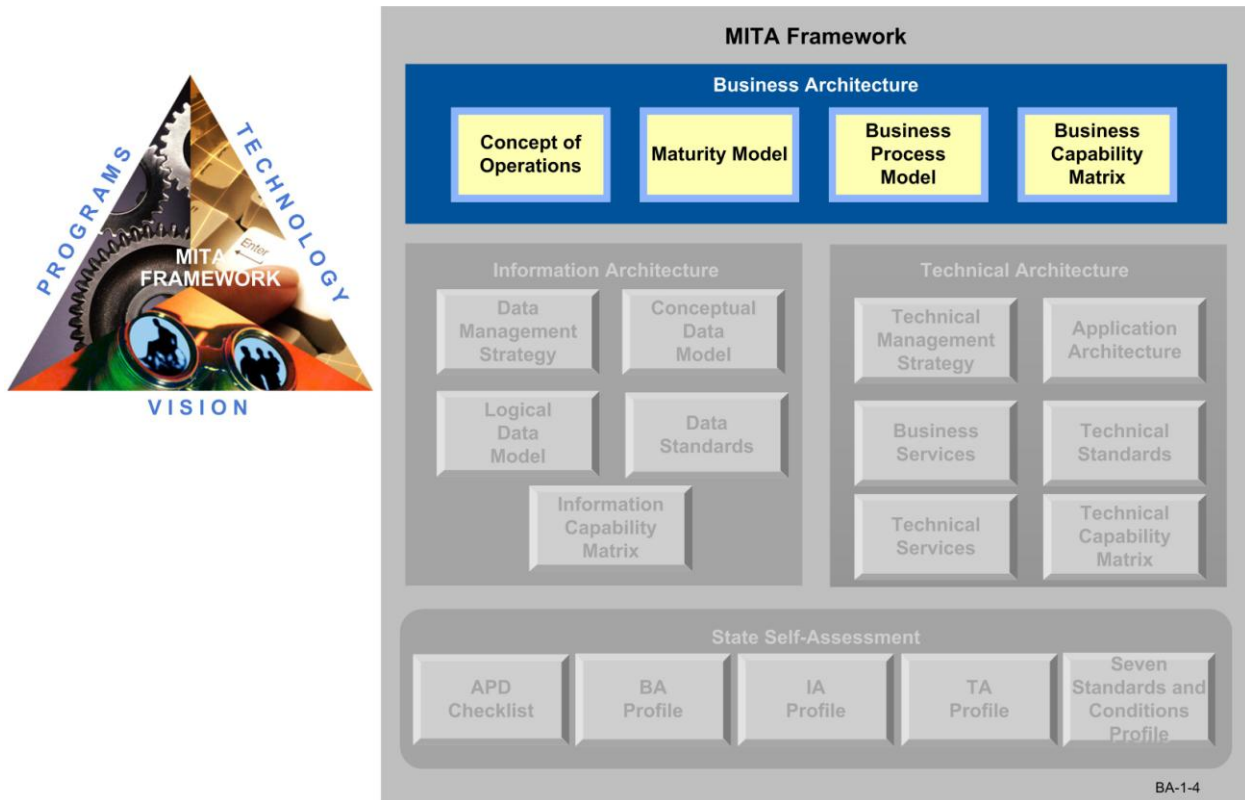 PROGRAMS
TECHNOLOGY
Enter
MITA
FRAMEWORK
VISION
MITA Framework
Business Architecture
Concept of
Operations
Maturity Model
Business
Process
Model
Business
Capability
Matrix
Information Architecture
Data
Management
Strategy
Conceptual
Data
Model
Logical
Data
Model
Data
Standards
Information
Capability
Matrix
Technical Architecture
Technical
Management
Strategy
Application
Architecture
Business
Services
Technical
Standards
Technical
Services
Technical
Capability
Matrix
State Self-Assessment
APD
Checklist
BA
Profile
IA
Profile
TA
Profile
Seven
Standards and
Conditions
Profile
BA-1-4